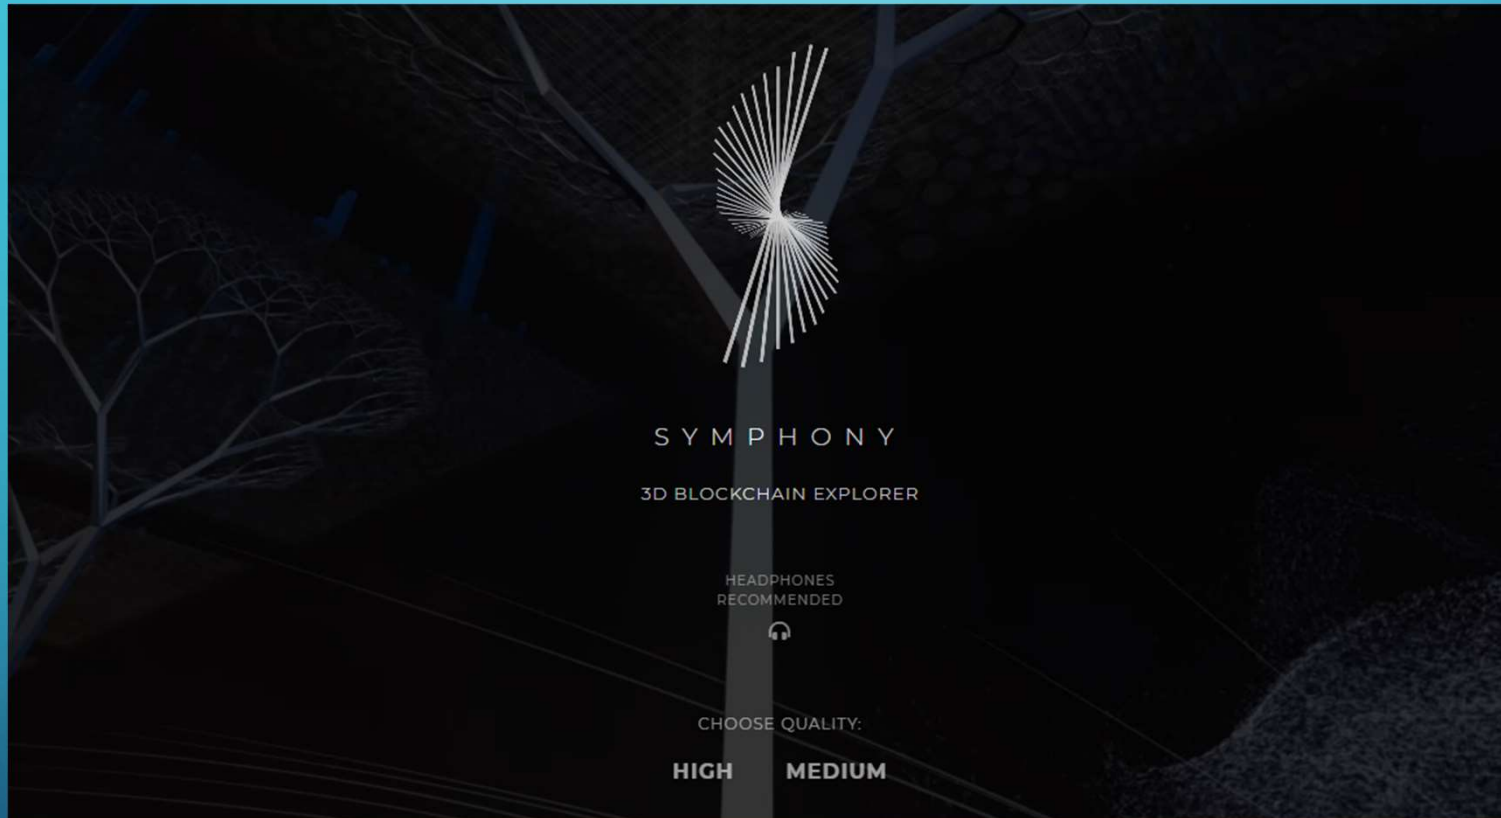 SYMPHONY
3D BLOCKCHAIN EXPLORER
HEADPHONES
RECOMMENDED
CHOOSE QUALITY:
HIGH MEDIUM